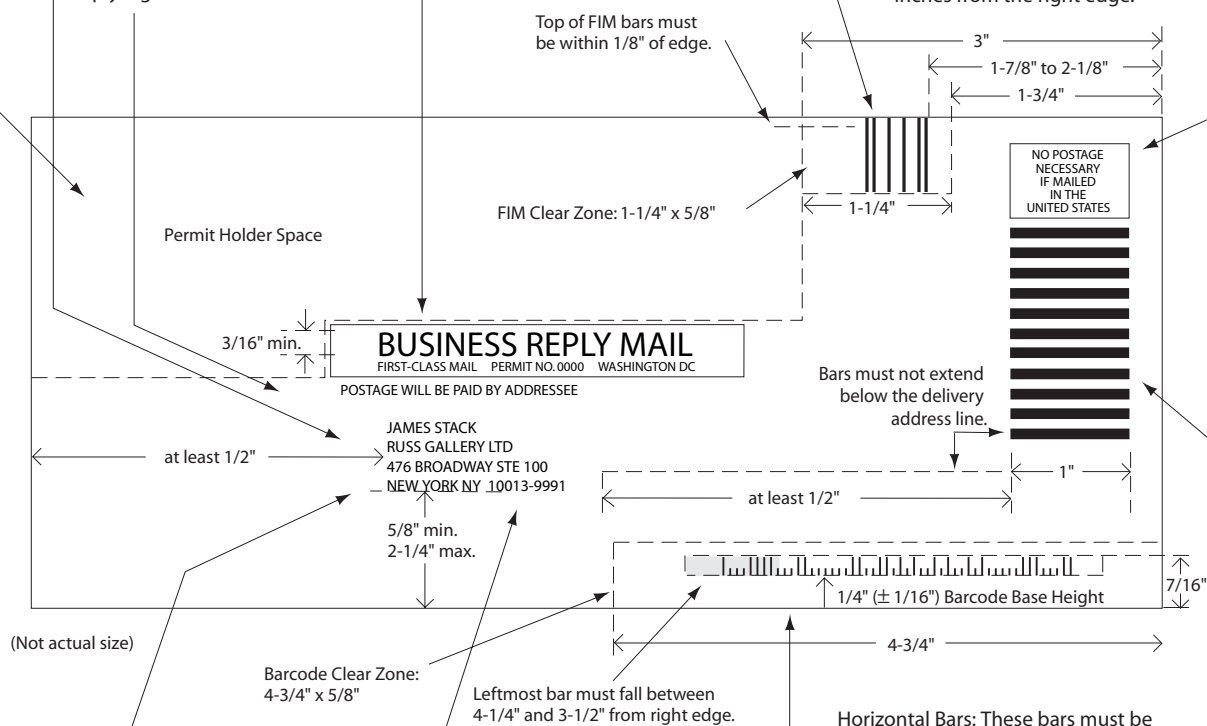 inches from the right edge.
Top of FIM bars must
be within 1/8" of edge.
3"
1-7/8" to 2-1/8"
1-3/4"
NO POSTAGE
NECESSARY
IF MAILED
IN THE
UNITED STATES
1-1/4"
FIM Clear Zone: 1-1/4" x 5/8"
Permit Holder Space
3/16" min.
BUSINESS REPLY MAIL
FIRST-CLASS MAIL PERMIT NO. 0000 WASHINGTON DC
POSTAGE WILL BE PAID BY ADDRESSEE
Bars must not extend
below the delivery
address line.
JAMES STACK
RUSS GALLERY LTD
476 BROADWAY STE 100
NEW YORK NY 10013-9991
at least 1/2"
1"
at least 1/2"
5/8" min.
2-1/4" max.
7/16"
1/4" (± 1/16") Barcode Base Height
(Not actual size)
4-3/4"
Barcode Clear Zone:
4-3/4" x 5/8"
Leftmost bar must fall between
4-1/4" and 3-1/2" from right edge.
Horizontal Bars: These bars must be